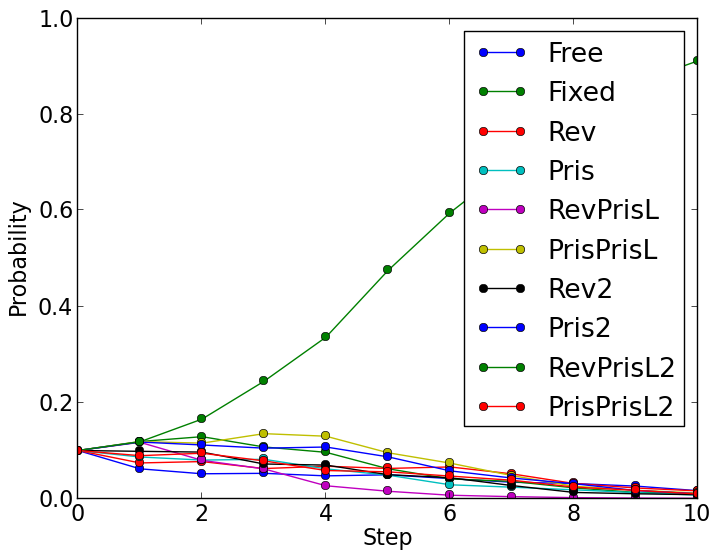 1.0
0.8
0.6
0.4
0.2
0.0
Probability
0
2
4
6
8
10
Step
Free
Fixed
Rev
Pris
RevPrisL
PrisPrisL
Rev2
Pris2
RevPrisL2
PrisPrisL2